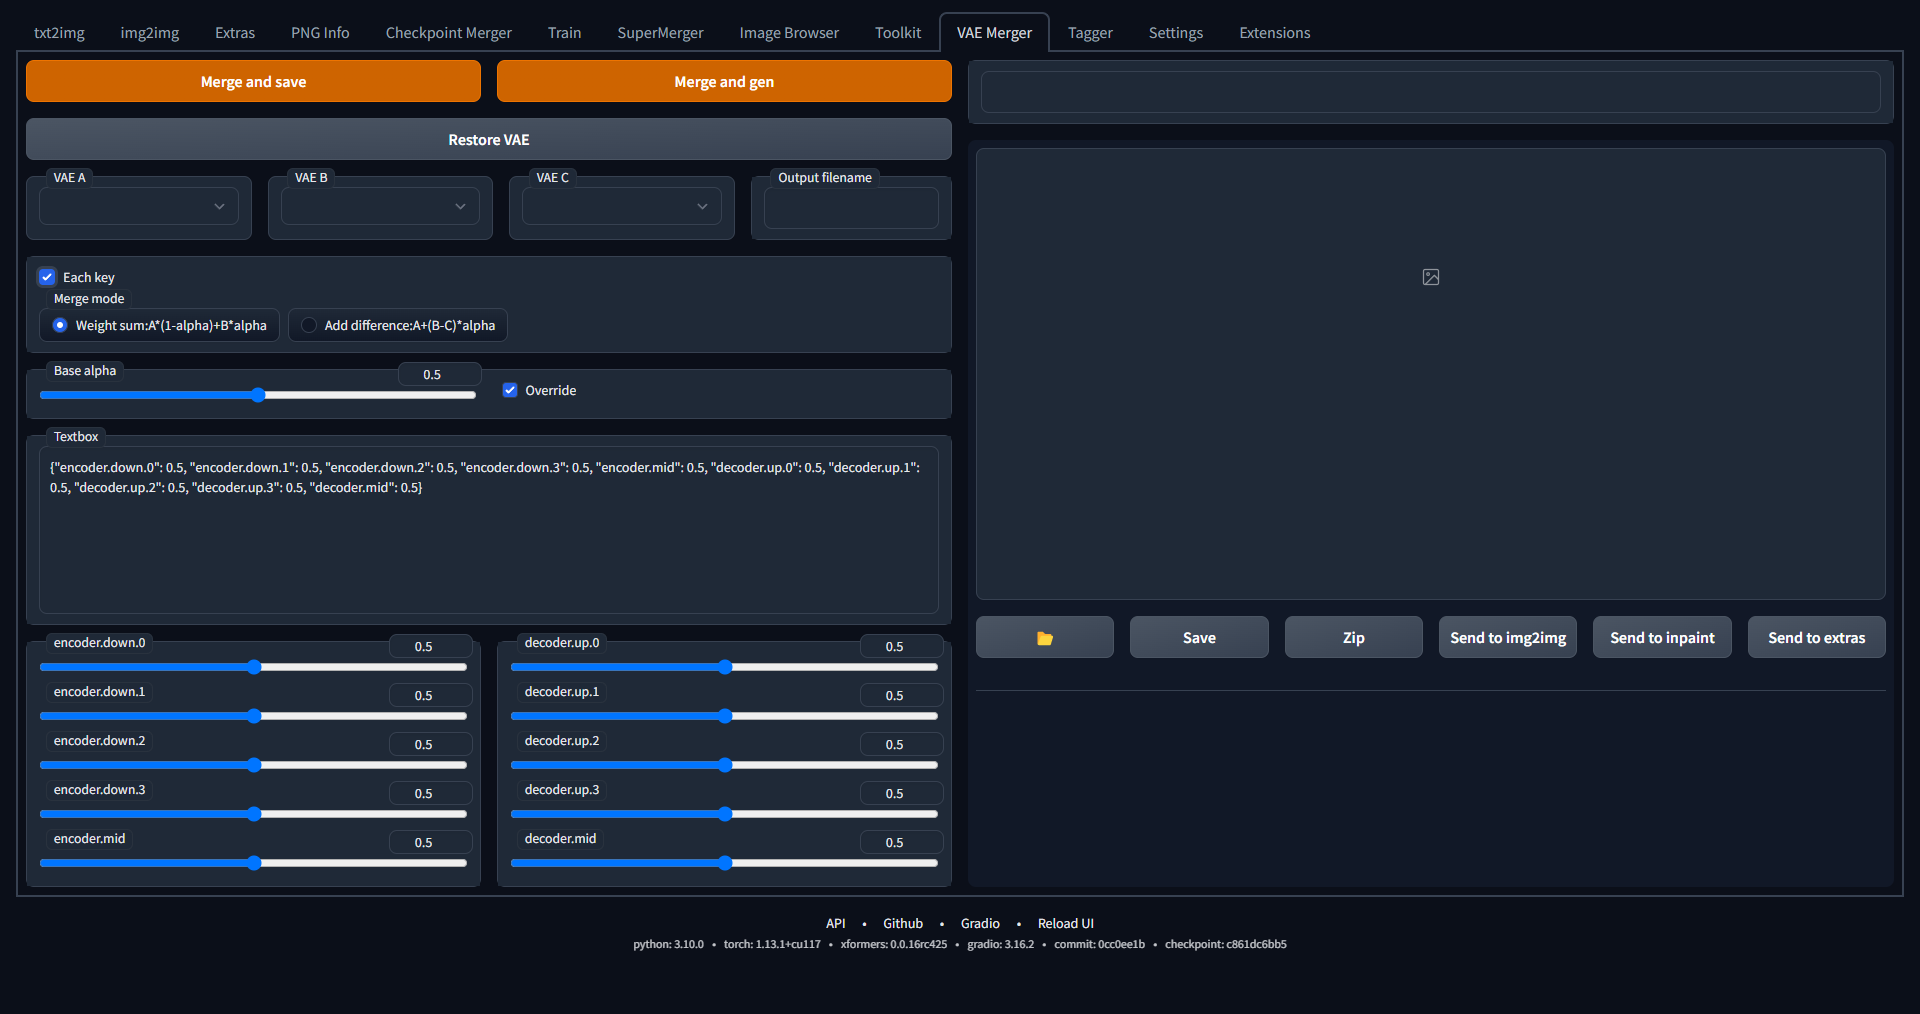 txt2img img2img Extras PNG Info Checkpoint Merger Train SuperMerger Image Browser Toolkit VAE Merger Tagger Settings Extensions
Merge and save Merge and gen
Restore VAE
VAE A VAE B VAE C Output filename
Each key
Merge mode
Weight sum:A*(1-alpha)+B*alpha Add difference:A+(B-C)*alpha
Base alpha 0.5
Override
Textbox
{"encoder.down.0": 0.5, "encoder.down.1": 0.5, "encoder.down.2": 0.5, "encoder.down.3": 0.5, "encoder.mid": 0.5, "decoder.up.0": 0.5, "decoder.up.1":
0.5, "decoder.up.2": 0.5, "decoder.up.3": 0.5, "decoder.mid": 0.5}
encoder.down.0 0.5
encoder.down.1 0.5
encoder.down.2 0.5
encoder.down.3 0.5
encoder.mid 0.5
decoder.up.0 0.5
decoder.up.1 0.5
decoder.up.2 0.5
decoder.up.3 0.5
decoder.mid 0.5
Save Zip Send to img2img Send to inpaint Send to extras
API • Github • Gradio • Reload UI
python: 3.10.0 • torch: 1.13.1+cu117 • xformers: 0.0.16rc425 • gradio: 3.16.2 • commit: 0cc0ee1b • checkpoint: c861dc6bb5